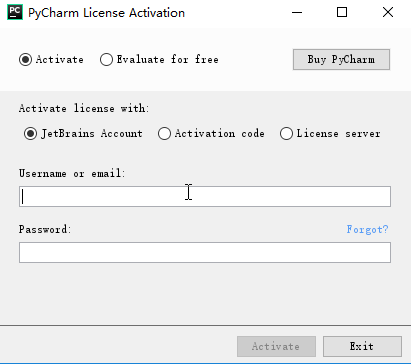 PC PyCharm License Activation
Activate Evaluate for free Buy PyCharm
Activate license with:
JetBrains Account Activation code License server
Username or email:
Password: Forgot?
Activate Exit